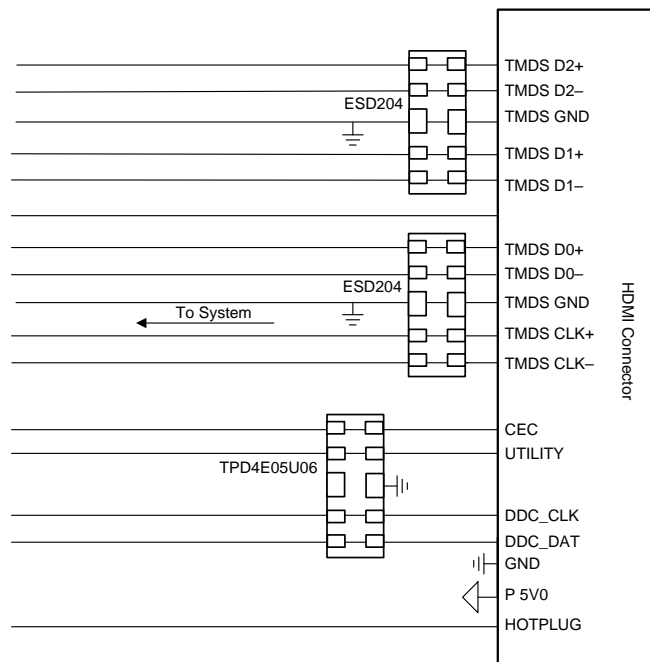 TMDS D2+
TMDS D2–
ESD204
TMDS GND
TMDS D1+
TMDS D1–
TMDS D0+
TMDS D0–
ESD204
TMDS GND
To System
TMDS CLK+
TMDS CLK–
HDMI Connector
CEC
UTILITY
TPD4E05U06
DDC_CLK
DDC_DAT
GND
P 5V0
HOTPLUG